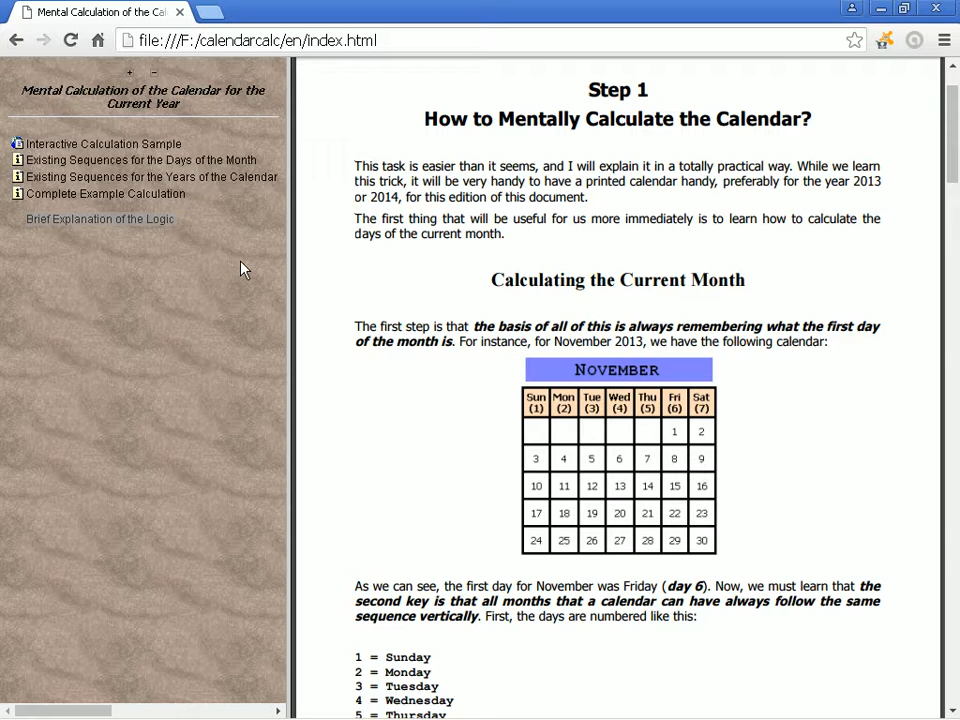 Mental Calculation of the Ca
file:///F:/calendarcalc/en/index.html
+ -
Mental Calculation of the Calendar for the
Current Year
Interactive Calculation Sample
Existing Sequences for the Days of the Month
Existing Sequences for the Years of the Calendar
Complete Example Calculation
Brief Explanation of the Logic
Step 1
How to Mentally Calculate the Calendar?
This task is easier than it seems, and I will explain it in a totally practical way. While we learn
this trick, it will be very handy to have a printed calendar handy, preferably for the year 2013
or 2014, for this edition of this document.
The first thing that will be useful for us more immediately is to learn how to calculate the
days of the current month.
Calculating the Current Month
The first step is that the basis of all of this is always remembering what the first day
of the month is. For instance, for November 2013, we have the following calendar:
November
Sun Mon Tue Wed Thu Fri Sat
(1) (2) (3) (4) (5) (6) (7)
1 2
3 4 5 6 7 8 9
10 11 12 13 14 15 16
17 18 19 20 21 22 23
24 25 26 27 28 29 30
As we can see, the first day for November was Friday (day 6). Now, we must learn that the
second key is that all months that a calendar can have always follow the same
sequence vertically. First, the days are numbered like this:
1 = Sunday
2 = Monday
3 = Tuesday
4 = Wednesday
5 = Thursday